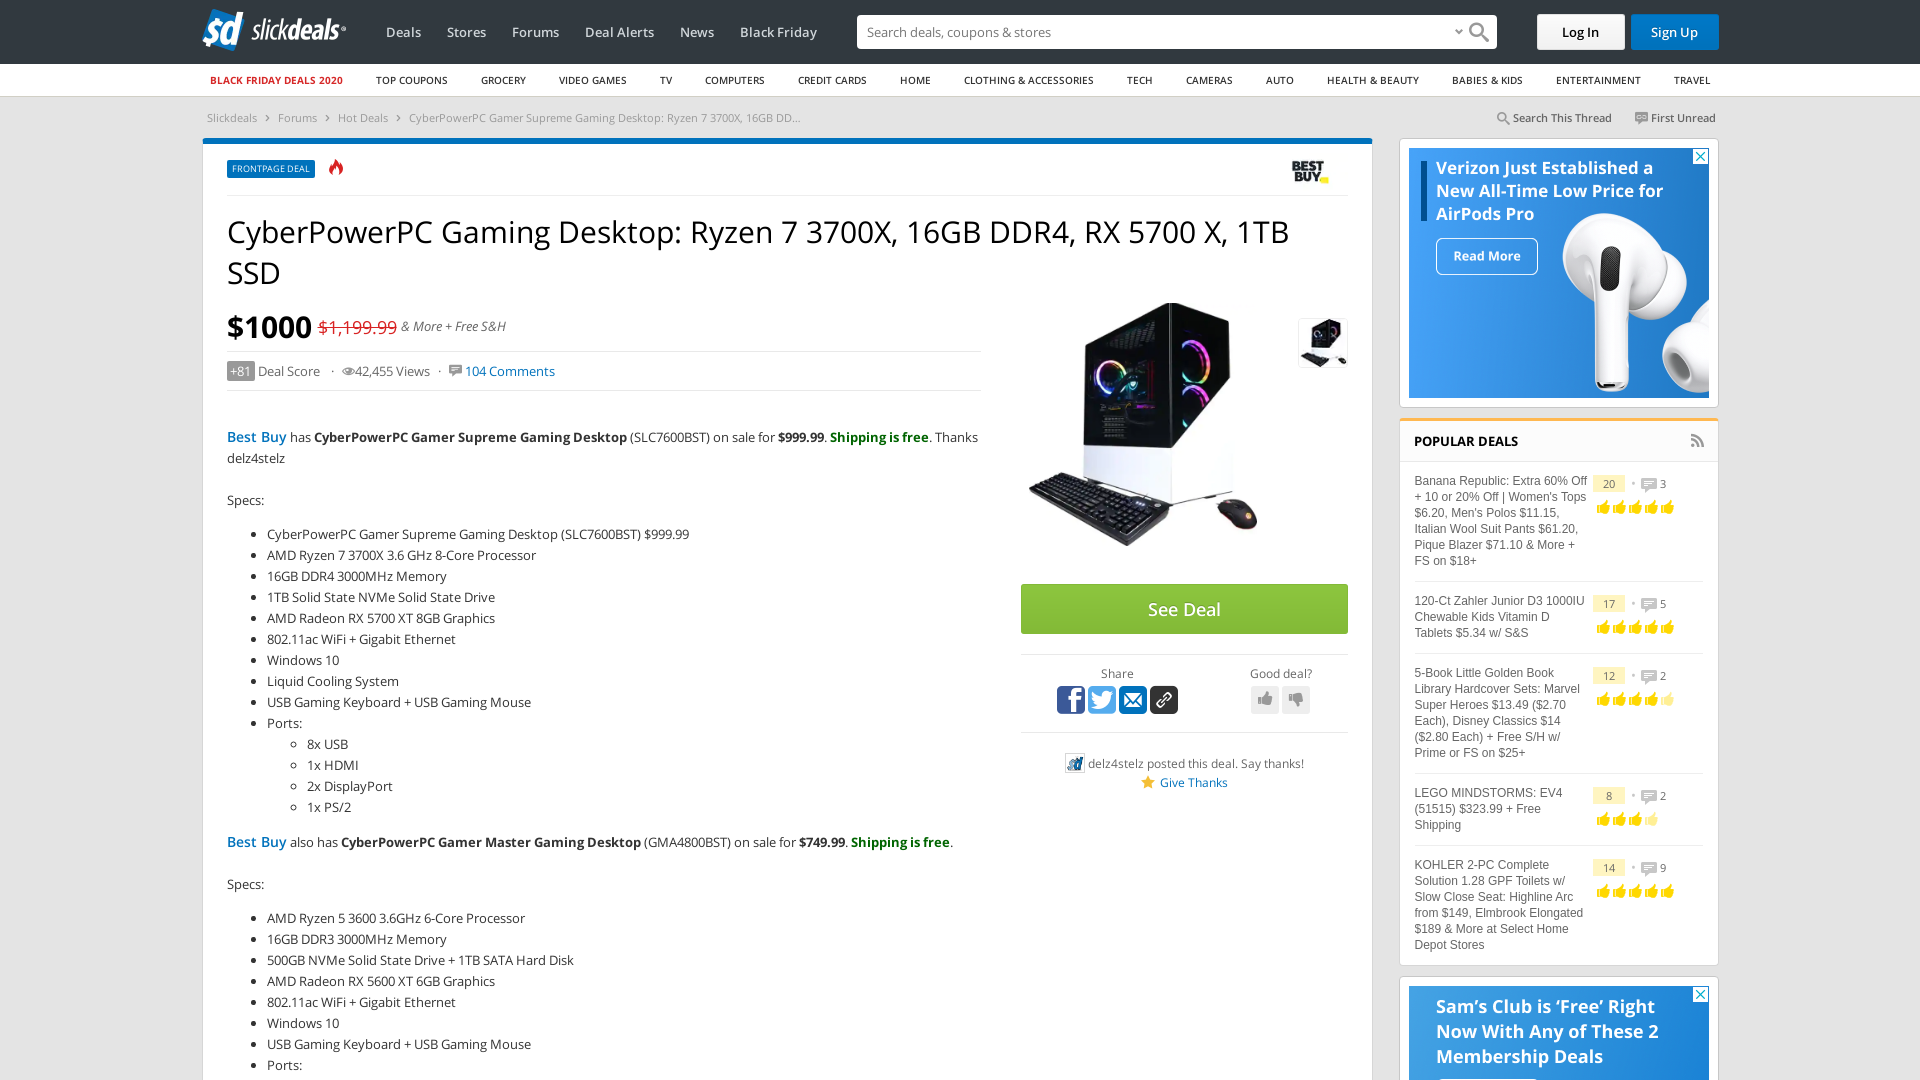 slickdeals
Deals Stores Forums Deal Alerts News Black Friday
Search deals, coupons & stores
Log In Sign Up
BLACK FRIDAY DEALS 2020 TOP COUPONS GROCERY VIDEO GAMES TV COMPUTERS CREDIT CARDS HOME CLOTHING & ACCESSORIES TECH CAMERAS AUTO HEALTH & BEAUTY BABIES & KIDS ENTERTAINMENT TRAVEL
Slickdeals › Forums › Hot Deals › CyberPowerPC Gamer Supreme Gaming Desktop: Ryzen 7 3700X, 16GB DD...
Search This Thread First Unread
FRONTPAGE DEAL
BEST
BUY
CyberPowerPC Gaming Desktop: Ryzen 7 3700X, 16GB DDR4, RX 5700 X, 1TB
SSD
$1000 $1,199.99 & More + Free S&H
+81 Deal Score · 42,455 Views · 104 Comments
Best Buy has CyberPowerPC Gamer Supreme Gaming Desktop (SLC7600BST) on sale for $999.99. Shipping is free. Thanks
delz4stelz
Specs:
• CyberPowerPC Gamer Supreme Gaming Desktop (SLC7600BST) $999.99
• AMD Ryzen 7 3700X 3.6 GHz 8-Core Processor
• 16GB DDR4 3000MHz Memory
• 1TB Solid State NVMe Solid State Drive
• AMD Radeon RX 5700 XT 8GB Graphics
• 802.11ac WiFi + Gigabit Ethernet
• Windows 10
• Liquid Cooling System
• USB Gaming Keyboard + USB Gaming Mouse
• Ports:
◦ 8x USB
◦ 1x HDMI
◦ 2x DisplayPort
◦ 1x PS/2
Best Buy also has CyberPowerPC Gamer Master Gaming Desktop (GMA4800BST) on sale for $749.99. Shipping is free.
Specs:
• AMD Ryzen 5 3600 3.6GHz 6-Core Processor
• 16GB DDR3 3000MHz Memory
• 500GB NVMe Solid State Drive + 1TB SATA Hard Disk
• AMD Radeon RX 5600 XT 6GB Graphics
• 802.11ac WiFi + Gigabit Ethernet
• Windows 10
• USB Gaming Keyboard + USB Gaming Mouse
• Ports:
See Deal
Share
Good deal?
delz4stelz posted this deal. Say thanks!
Give Thanks
Verizon Just Established a
New All-Time Low Price for
AirPods Pro
Read More
POPULAR DEALS
Banana Republic: Extra 60% Off
+ 10 or 20% Off | Women's Tops
$6.20, Men's Polos $11.15,
Italian Wool Suit Pants $61.20,
Pique Blazer $71.10 & More +
FS on $18+
20 • 3
120-Ct Zahler Junior D3 1000IU
Chewable Kids Vitamin D
Tablets $5.34 w/ S&S
17 • 5
5-Book Little Golden Book
Library Hardcover Sets: Marvel
Super Heroes $13.49 ($2.70
Each), Disney Classics $14
($2.80 Each) + Free S/H w/
Prime or FS on $25+
12 • 2
LEGO MINDSTORMS: EV4
(51515) $323.99 + Free
Shipping
8 • 2
KOHLER 2-PC Complete
Solution 1.28 GPF Toilets w/
Slow Close Seat: Highline Arc
from $149, Elmbrook Elongated
$189 & More at Select Home
Depot Stores
14 • 9
Sam's Club is ‘Free’ Right
Now With Any of These 2
Membership Deals